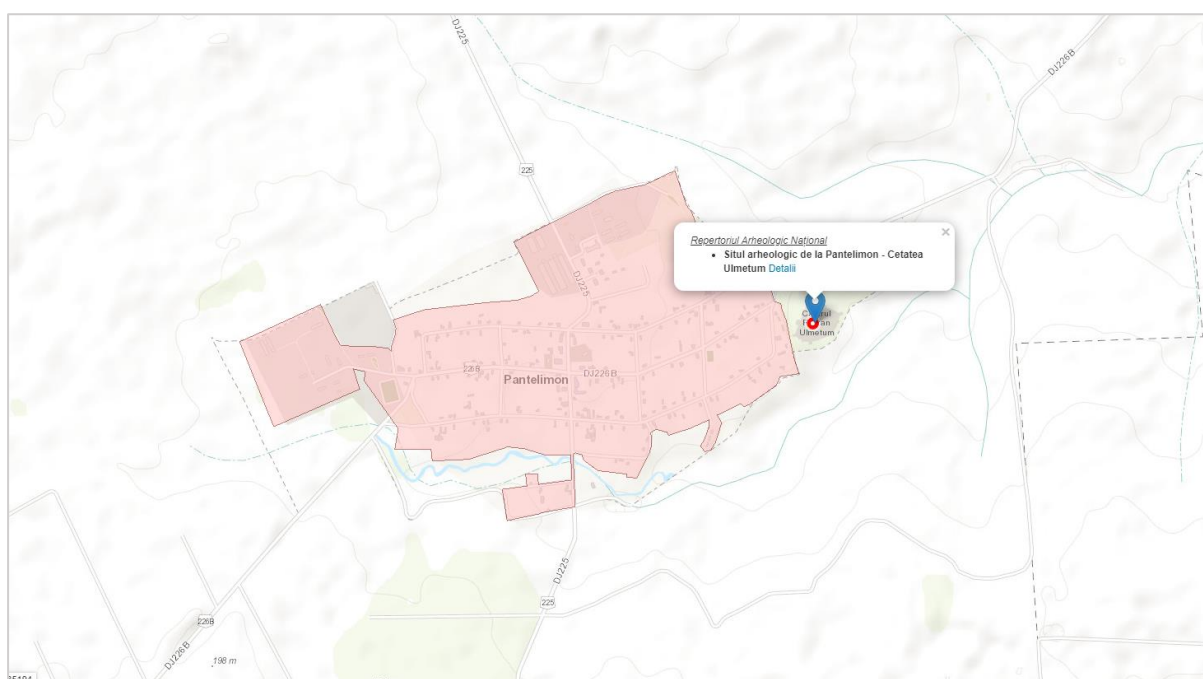 DJ225
DJ226B
225
Repertoriul Arheologic Național
×
• Situl arheologic de la Pantelimon - Cetatea
Ulmetum Detalii
DJ225
Ulmetum
226B
DJ226B
Pantelimon
DJ225
225
226B
DJ226B
198 m